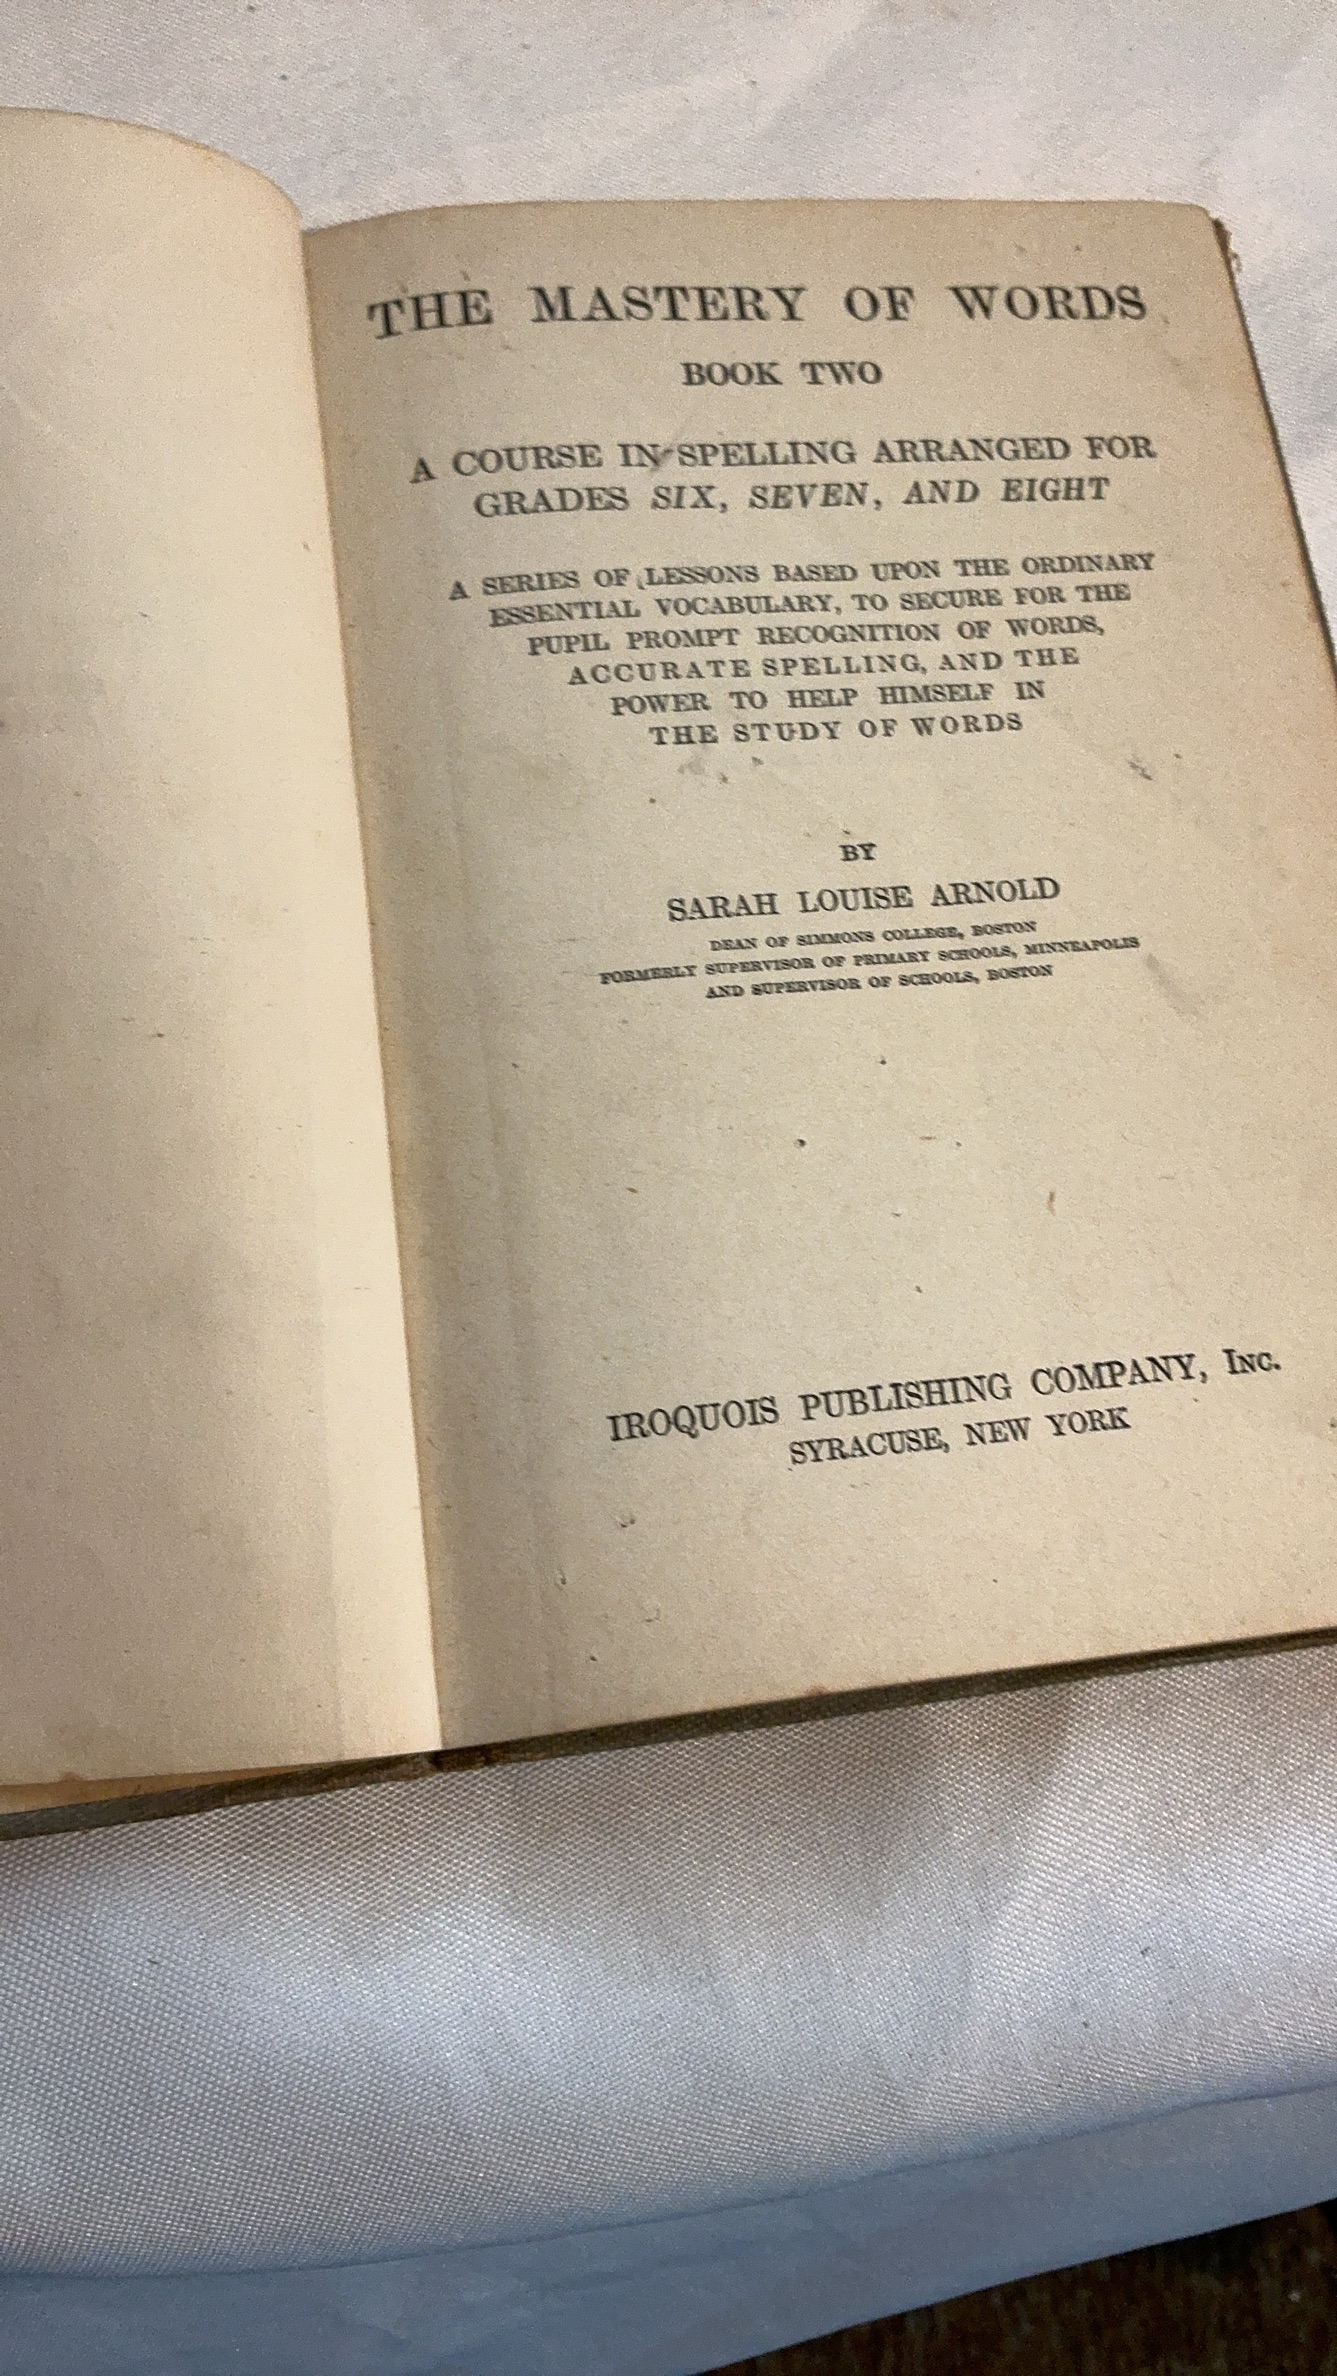 THE MASTERY OF WORDS
BOOK TWO
A COURSE IN SPELLING ARRANGED FOR
GRADES SIX, SEVEN, AND EIGHT
A SERIES OF LESSONS BASED UPON THE ORDINARY
ESSENTIAL VOCABULARY, TO SECURE FOR THE
PUPIL PROMPT RECOGNITION OF WORDS,
ACCURATE SPELLING, AND THE
POWER TO HELP HIMSELF IN
THE STUDY OF WORDS
BY
SARAH LOUISE ARNOLD
DEAN OF SIMMONS COLLEGE, BOSTON
FORMERLY SUPERVISOR OF PRIMARY SCHOOLS, MINNEAPOLIS
AND SUPERVISOR OF SCHOOLS, BOSTON
IROQUOIS PUBLISHING COMPANY, INC.
SYRACUSE, NEW YORK